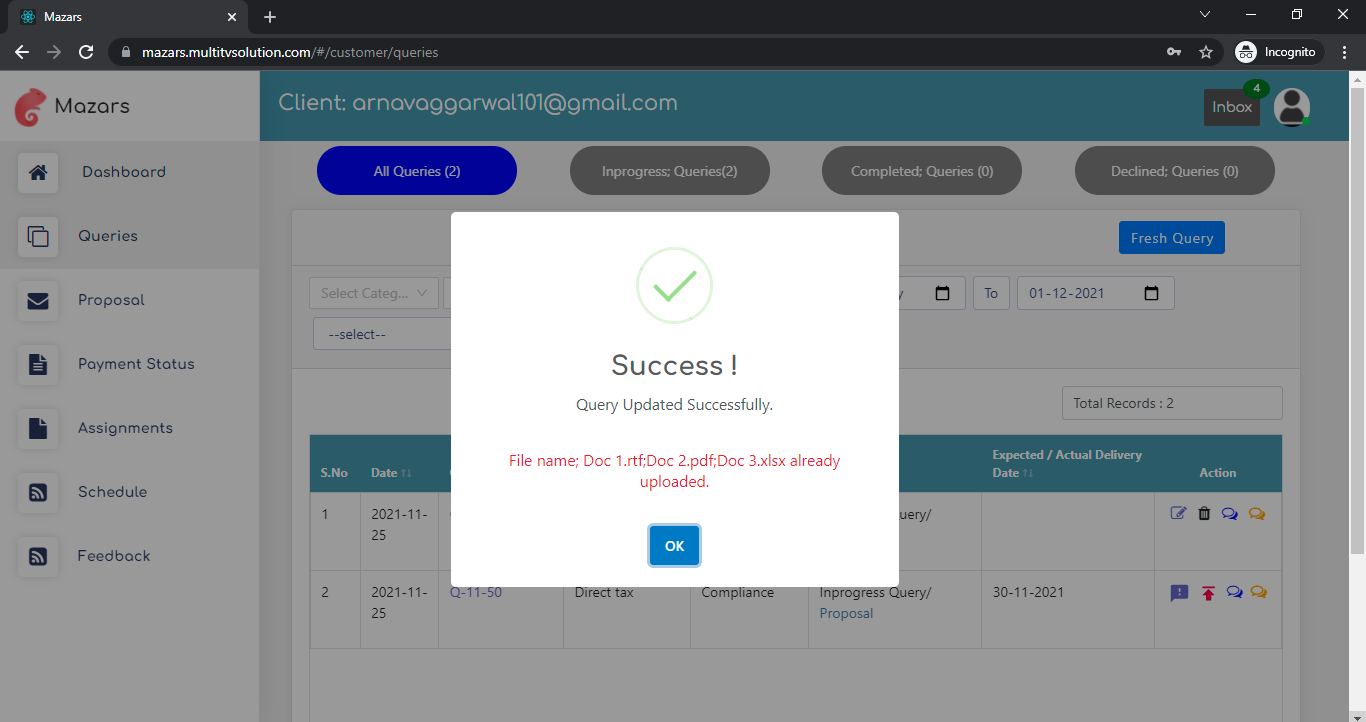 Mazars
mazars.multitvsolution.com/#/customer/queries
Incognito
Mazars
Client: arnavaggarwal101@gmail.com
Inbox
4
Dashboard
Queries
Proposal
Payment Status
Assignments
Schedule
Feedback
All Queries (2)
Inprogress; Queries(2)
Completed; Queries (0)
Declined; Queries (0)
Fresh Query
Select Categ...
To
01-12-2021
--select--
Total Records : 2
Success !
Query Updated Successfully.
File name; Doc 1.rtf;Doc 2.pdf;Doc 3.xlsx already
uploaded.
OK
S.No
Date
Expected / Actual Delivery
Date
Action
1
2021-11-
25
2
2021-11-
25
Q-11-50
Direct tax
Compliance
Inprogress Query/
Proposal
30-11-2021